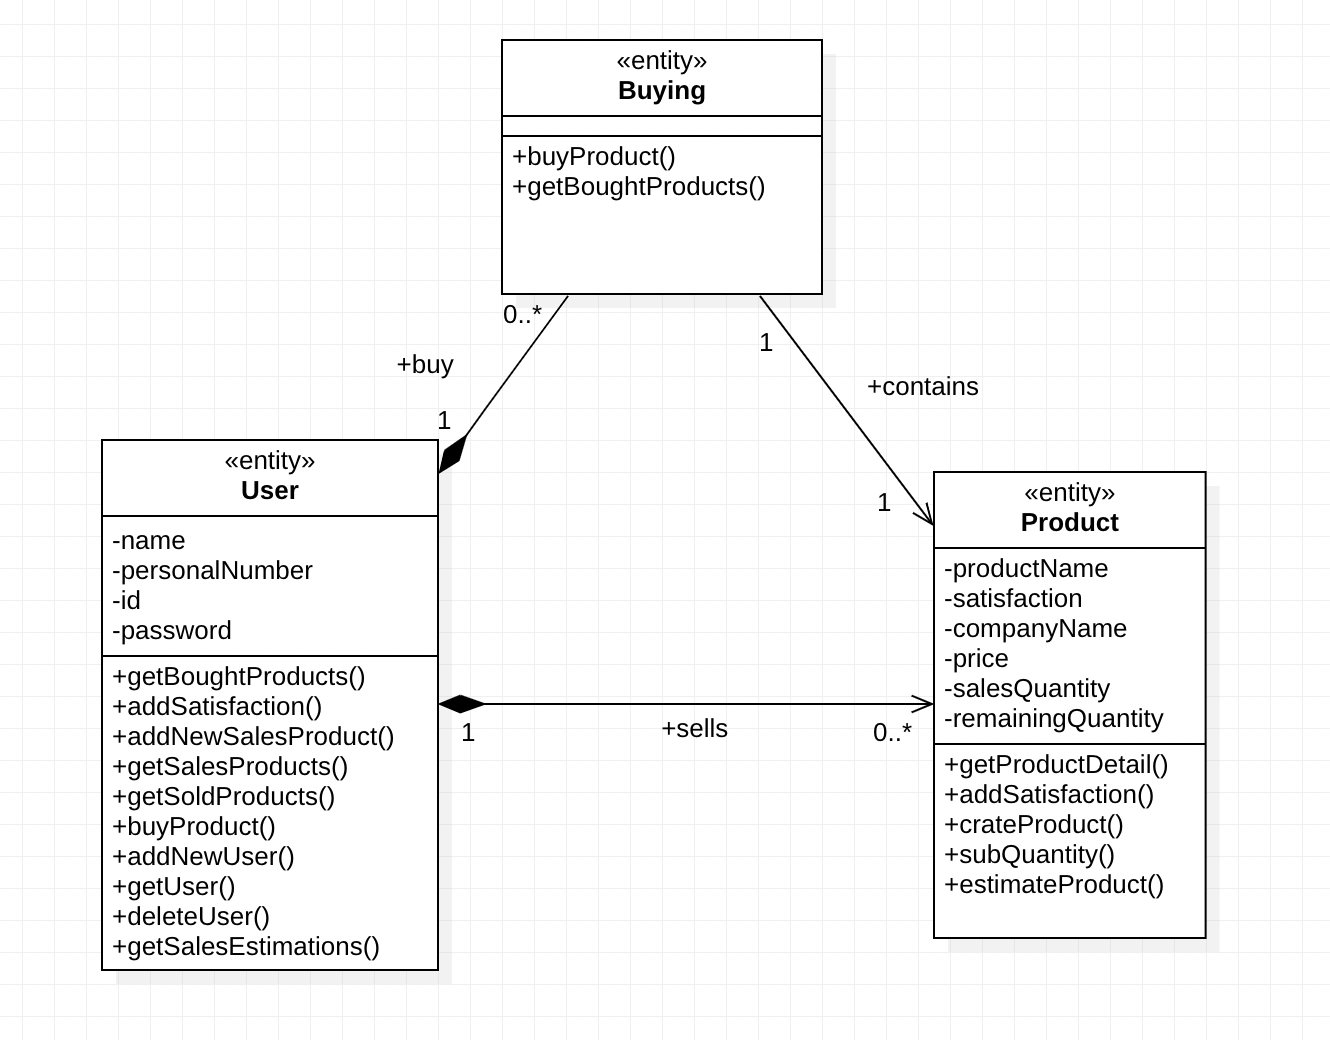 «entity»
Buying
+buyProduct()
+getBoughtProducts()
0..*
1
+buy
+contains
1
1
«entity»
User
-name
-personalNumber
-id
-password
+getBoughtProducts()
+addSatisfaction()
+addNewSalesProduct()
+getSalesProducts()
+getSoldProducts()
+buyProduct()
+addNewUser()
+getUser()
+deleteUser()
+getSalesEstimations()
1
+sells
0..*
«entity»
Product
-productName
-satisfaction
-companyName
-price
-salesQuantity
-remainingQuantity
+getProductDetail()
+addSatisfaction()
+crateProduct()
+subQuantity()
+estimateProduct()